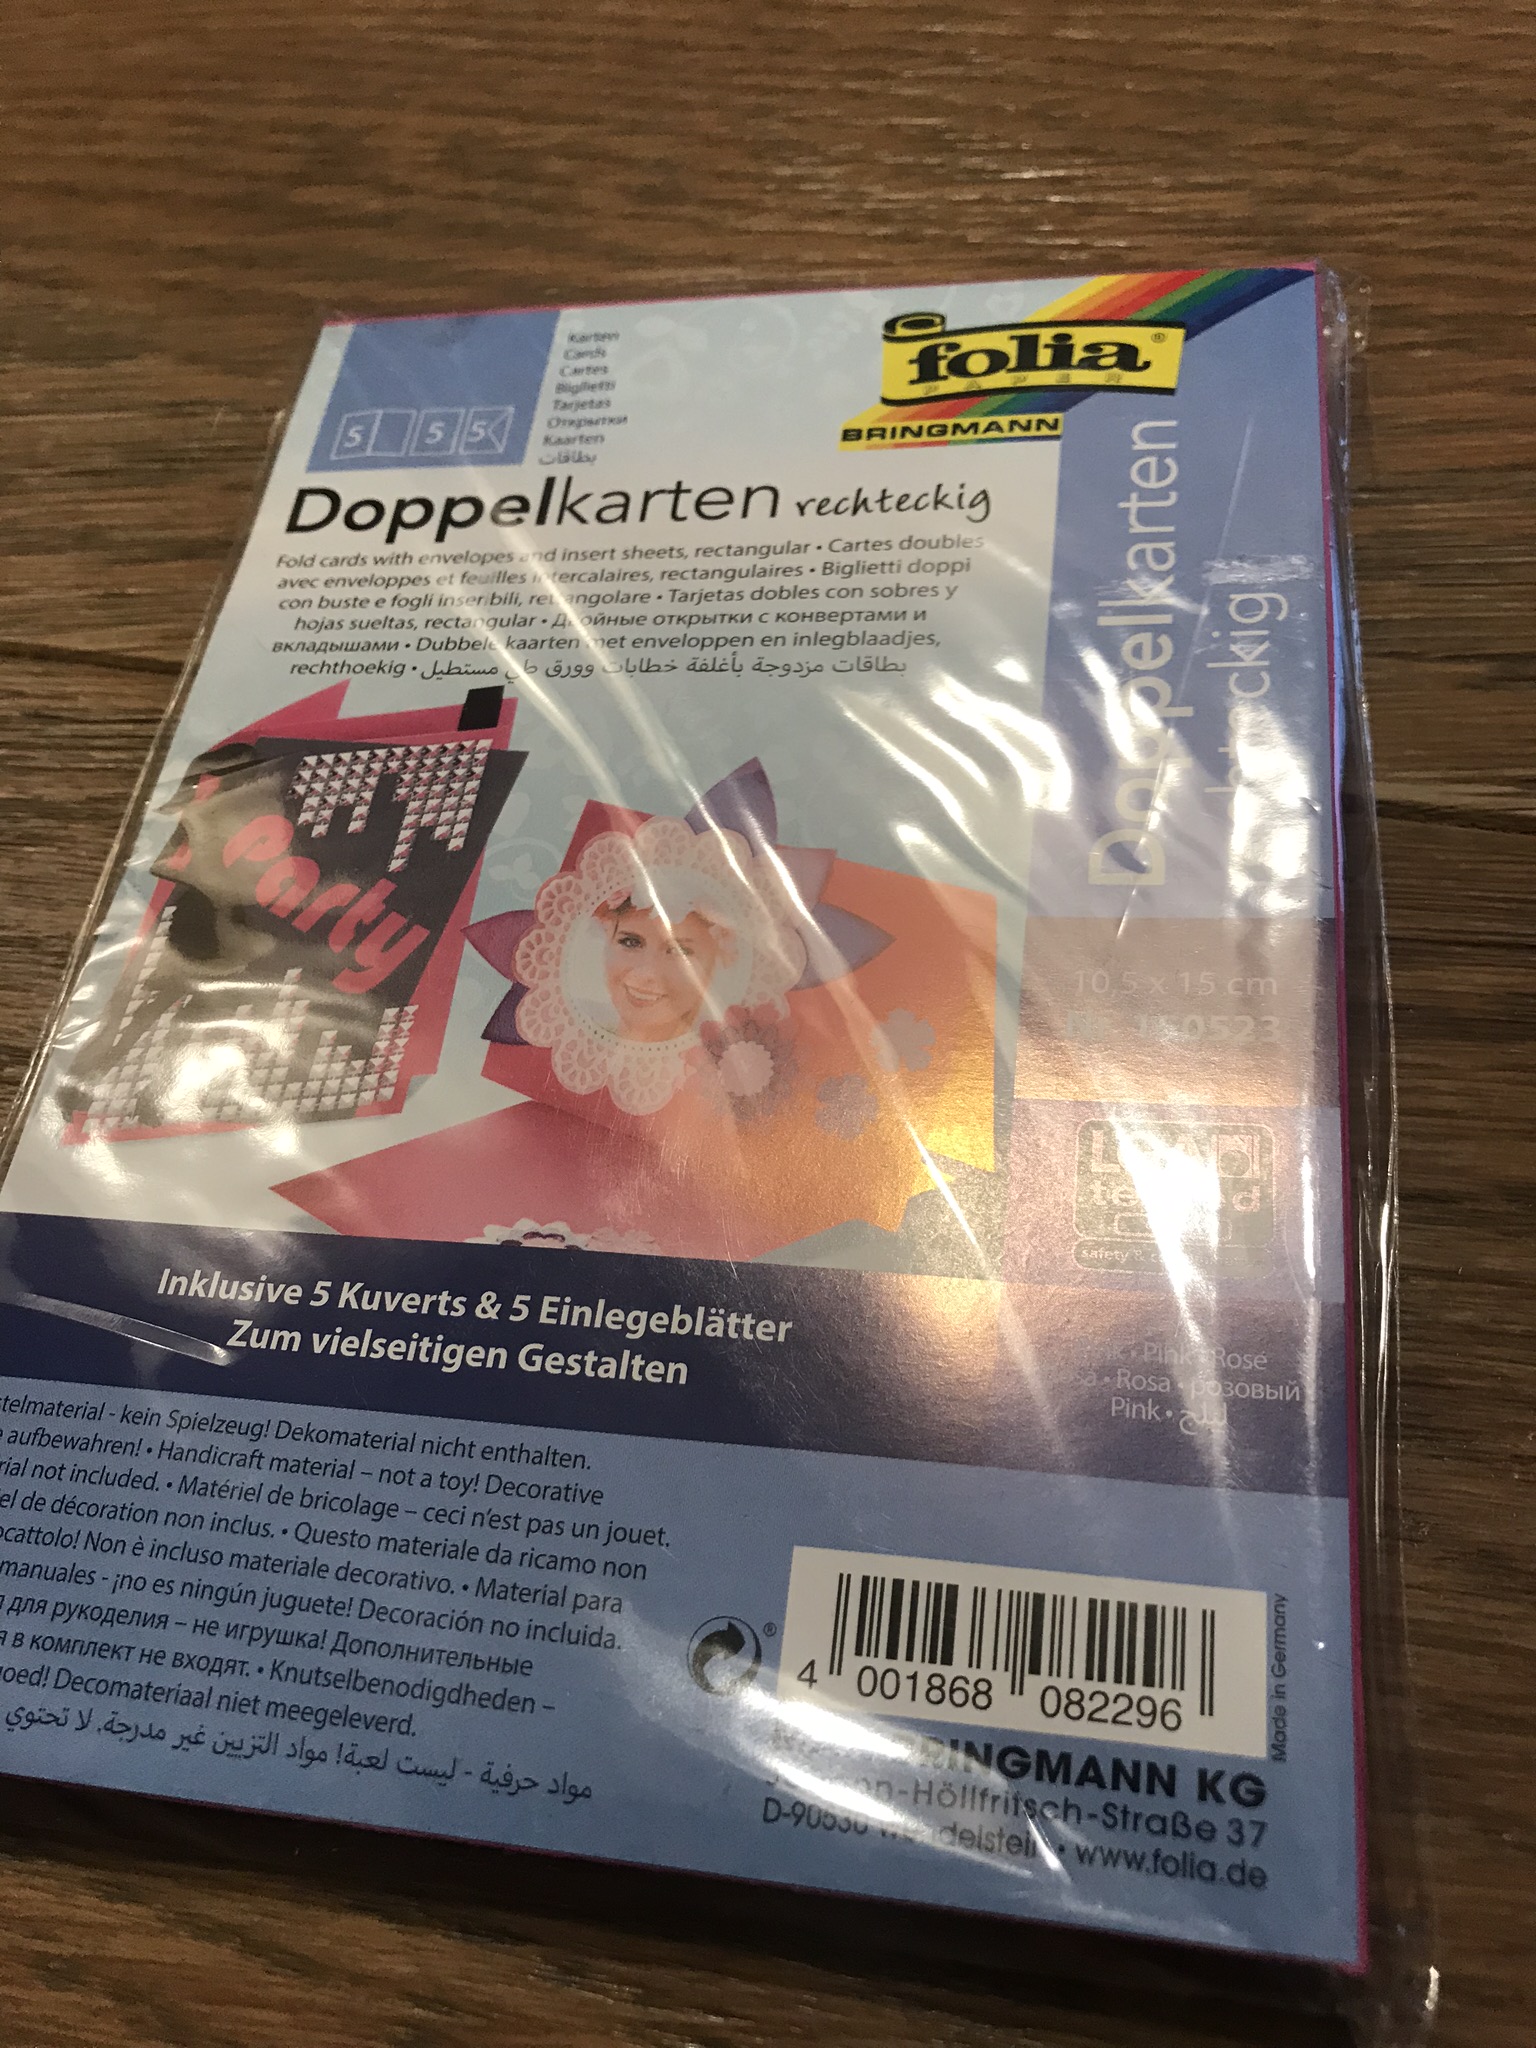 5 5 5
Karten
Cards
Cartes
Biglietti
Tarjetas
Открытки
Kaarten
بطاقات
folia®
PAPER
BRINGMANN
Doppelkarten rechteckig
Fold cards with envelopes and insert sheets, rectangular • Cartes doubles
avec enveloppes et feuilles intercalaires, rectangulaires • Biglietti doppi
con buste e fogli inseribili, rettangolare • Tarjetas dobles con sobres y
hojas sueltas, rectangular • Двойные открытки с конвертами и
вкладышами • Dubbele kaarten met enveloppen en inlegblaadjes,
rechthoekig • بطاقات مزدوجة بأغلفة خطابات وورق طي مستطيل
Party
Doppelkarten
rechteckig
10,5 x 15 cm
150523
LGA
tested
safety &
Inklusive 5 Kuverts & 5 Einlegeblätter
Zum vielseitigen Gestalten
Pink • Rose
Rosa • розовый
Pink •
- kein Spielzeug! Dekomaterial nicht enthalten.
aufbewahren! • Handicraft material – not a toy! Decorative
not included. • Matériel de bricolage – ceci n'est pas un jouet.
de décoration non inclus. • Questo materiale da ricamo non
Non è incluso materiale decorativo. • Material para
manuales - ¡no es ningún juguete! Decoración no incluida.
для рукоделия – не игрушка! Дополнительные
в комплект не входят. • Knutselbenodigdheden –
Decomateriaal niet meegeleverd.
مواد حرفية - ليست لعبة! مواد التزيين غير مدرجة. لا تحتوي
®
4 001868 082296
Made in Germany
BRINGMANN KG
Johann-Höllfritsch-Straße 37
D-90530 Wendelstein • www.folia.de